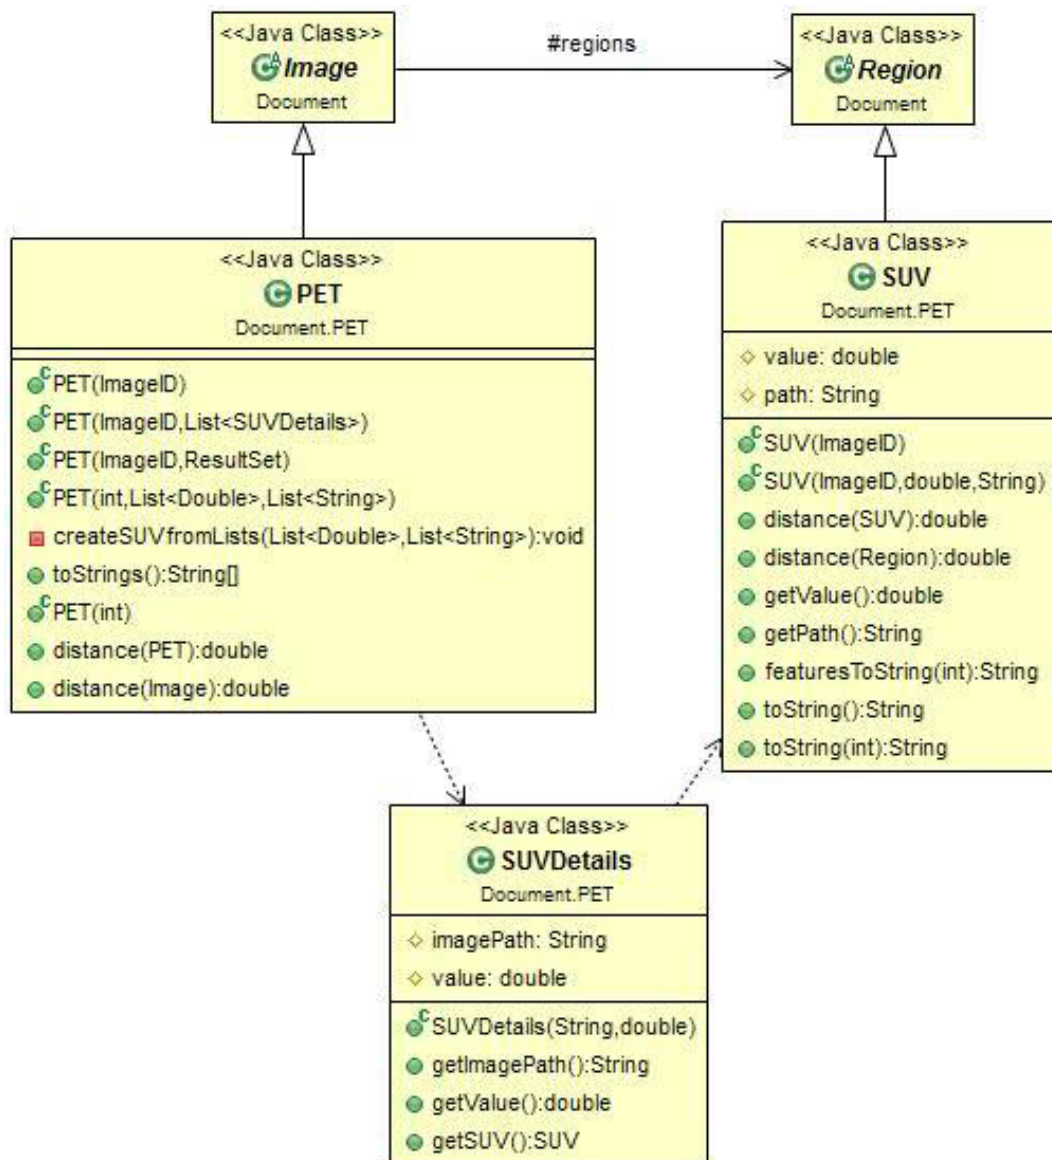 <<Java Class>>
Image
Document
#regions
<<Java Class>>
Region
Document
<<Java Class>>
PET
Document.PET
PET(ImageID)
PET(ImageID,List<SUVDetails>)
PET(ImageID,ResultSet)
PET(int,List<Double>,List<String>)
createSUVfromLists(List<Double>,List<String>):void
toStrings():String[]
PET(int)
distance(PET):double
distance(Image):double
<<Java Class>>
SUV
Document.PET
value: double
path: String
SUV(ImageID)
SUV(ImageID,double,String)
distance(SUV):double
distance(Region):double
getValue():double
getPath():String
featuresToString(int):String
toString():String
toString(int):String
<<Java Class>>
SUVDetails
Document.PET
imagePath: String
value: double
SUVDetails(String,double)
getImagePath():String
getValue():double
getSUV():SUV